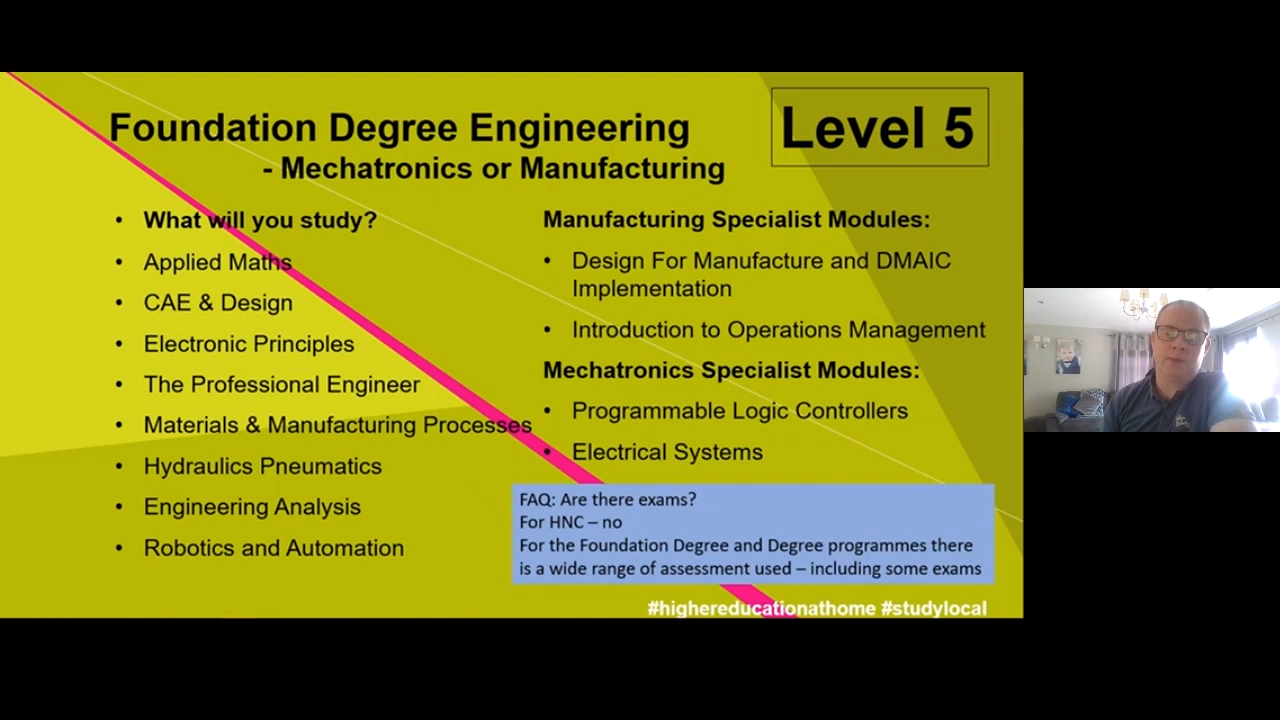 Foundation Degree Engineering
- Mechatronics or Manufacturing
Level 5
• What will you study?
• Applied Maths
• CAE & Design
• Electronic Principles
• The Professional Engineer
• Materials & Manufacturing Processes
• Hydraulics Pneumatics
• Engineering Analysis
• Robotics and Automation
Manufacturing Specialist Modules:
• Design For Manufacture and DMAIC
Implementation
• Introduction to Operations Management
Mechatronics Specialist Modules:
• Programmable Logic Controllers
• Electrical Systems
FAQ: Are there exams?
For HNC – no
For the Foundation Degree and Degree programmes there
is a wide range of assessment used – including some exams
#highereducationathome #studylocal